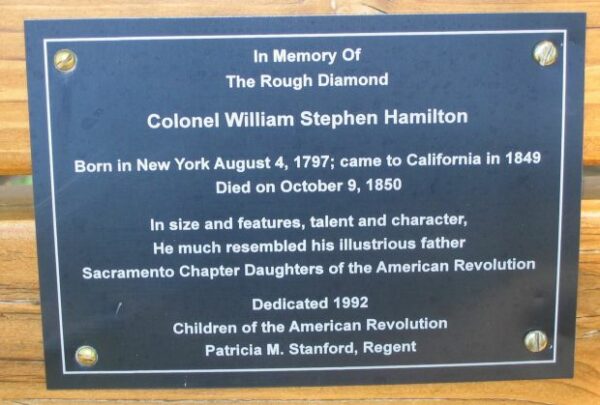 In Memory Of
The Rough Diamond
Colonel William Stephen Hamilton
Born in New York August 4, 1797; came to California in 1849
Died on October 9, 1850
In size and features, talent and character,
He much resembled his illustrious father
Sacramento Chapter Daughters of the American Revolution
Dedicated 1992
Children of the American Revolution
Patricia M. Stanford, Regent